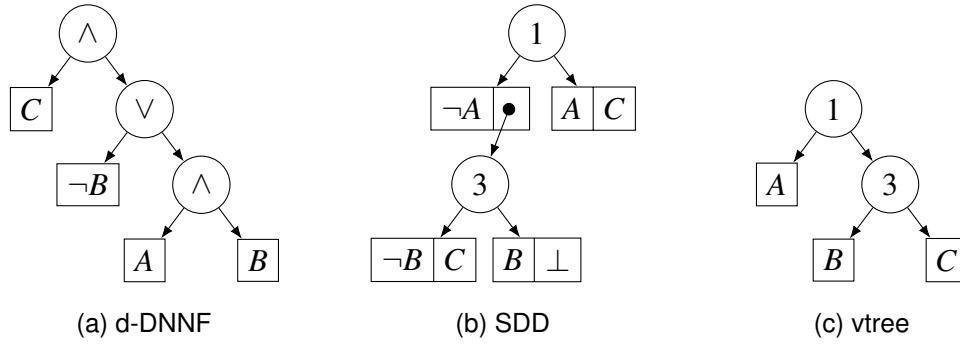 ∧
1
C
∨
¬A
A C
1
¬B
∧
3
A
3
A
B
¬B C
B ⊥
B
C
(a) d-DNNF
(b) SDD
(c) vtree